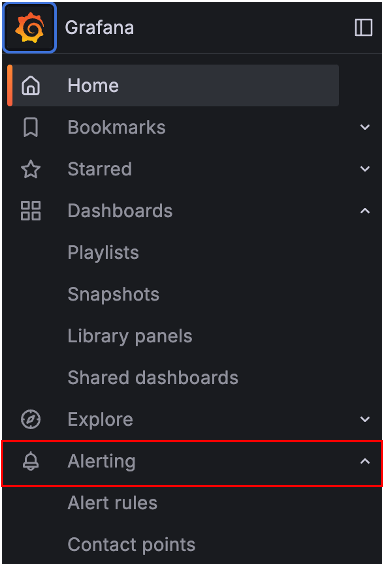 Grafana
Home
Bookmarks
Starred
Dashboards
Playlists
Snapshots
Library panels
Shared dashboards
Explore
Alerting
Alert rules
Contact points